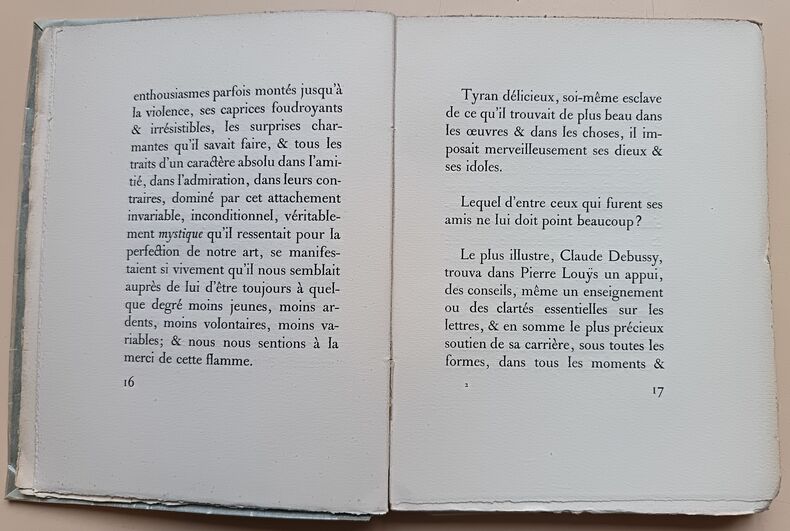 enthousiasmes parfois montés jusqu'à
la violence, ses caprices foudroyants
& irrésistibles, les surprises char-
mantes qu'il savait faire, & tous les
traits d'un caractère absolu dans l'ami-
tié, dans l'admiration, dans leurs con-
traires, dominé par cet attachement
invariable, inconditionnel, véritable-
ment mystique qu'il ressentait pour la
perfection de notre art, se manifes-
taient si vivement qu'il nous semblait
auprès de lui d'être toujours à quel-
que degré moins jeunes, moins ar-
dents, moins volontaires, moins va-
riables; & nous nous sentions à la
merci de cette flamme.
16
Tyran délicieux, soi-même esclave
de ce qu'il trouvait de plus beau dans
les œuvres & dans les choses, il im-
posait merveilleusement ses dieux &
ses idoles.
Lequel d'entre ceux qui furent ses
amis ne lui doit point beaucoup ?
Le plus illustre, Claude Debussy,
trouva dans Pierre Louÿs un appui,
des conseils, même un enseignement
ou des clartés essentielles sur les
lettres, & en somme le plus précieux
soutien de sa carrière, sous toutes les
formes, dans tous les moments &
2
17